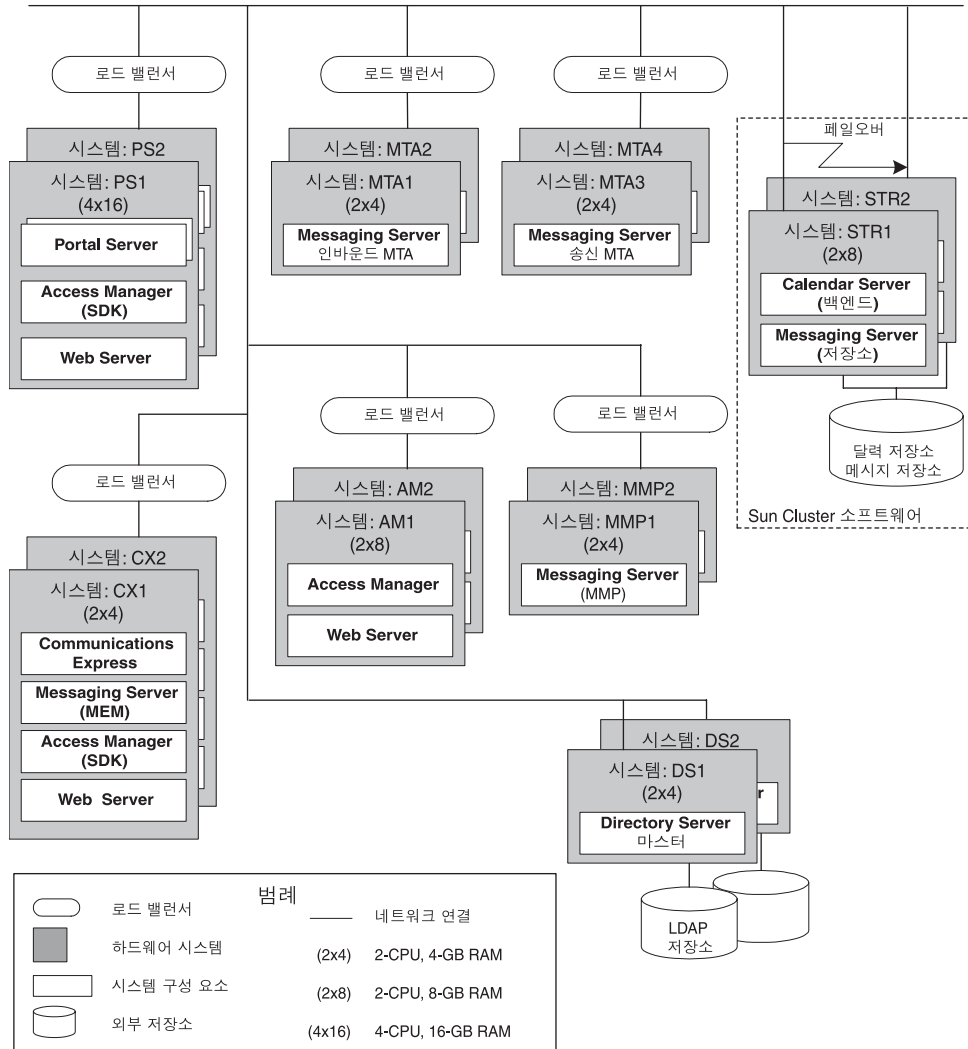 로드 밸런서
로드 밸런서
로드 밸런서
페일오버
시스템: PS2
시스템: PS1
(4x16)
Portal Server
Access Manager
(SDK)
Web Server
시스템: MTA2
시스템: MTA1
(2x4)
Messaging Server
인바운드 MTA
시스템: MTA4
시스템: MTA3
(2x4)
Messaging Server
송신 MTA
시스템: STR2
시스템: STR1
(2x8)
Calendar Server
(백엔드)
Messaging Server
(저장소)
달력 저장소
메시지 저장소
Sun Cluster 소프트웨어
로드 밸런서
로드 밸런서
로드 밸런서
시스템: CX2
시스템: CX1
(2x4)
Communications
Express
Messaging Server
(MEM)
Access Manager
(SDK)
Web Server
시스템: AM2
시스템: AM1
(2x8)
Access Manager
Web Server
시스템: MMP2
시스템: MMP1
(2x4)
Messaging Server
(MMP)
시스템: DS2
시스템: DS1
(2x4)
r
Directory Server
마스터
LDAP
저장소
범례
로드 밸런서
하드웨어 시스템
시스템 구성 요소
외부 저장소
네트워크 연결
(2x4) 2-CPU, 4-GB RAM
(2x8) 2-CPU, 8-GB RAM
(4x16) 4-CPU, 16-GB RAM